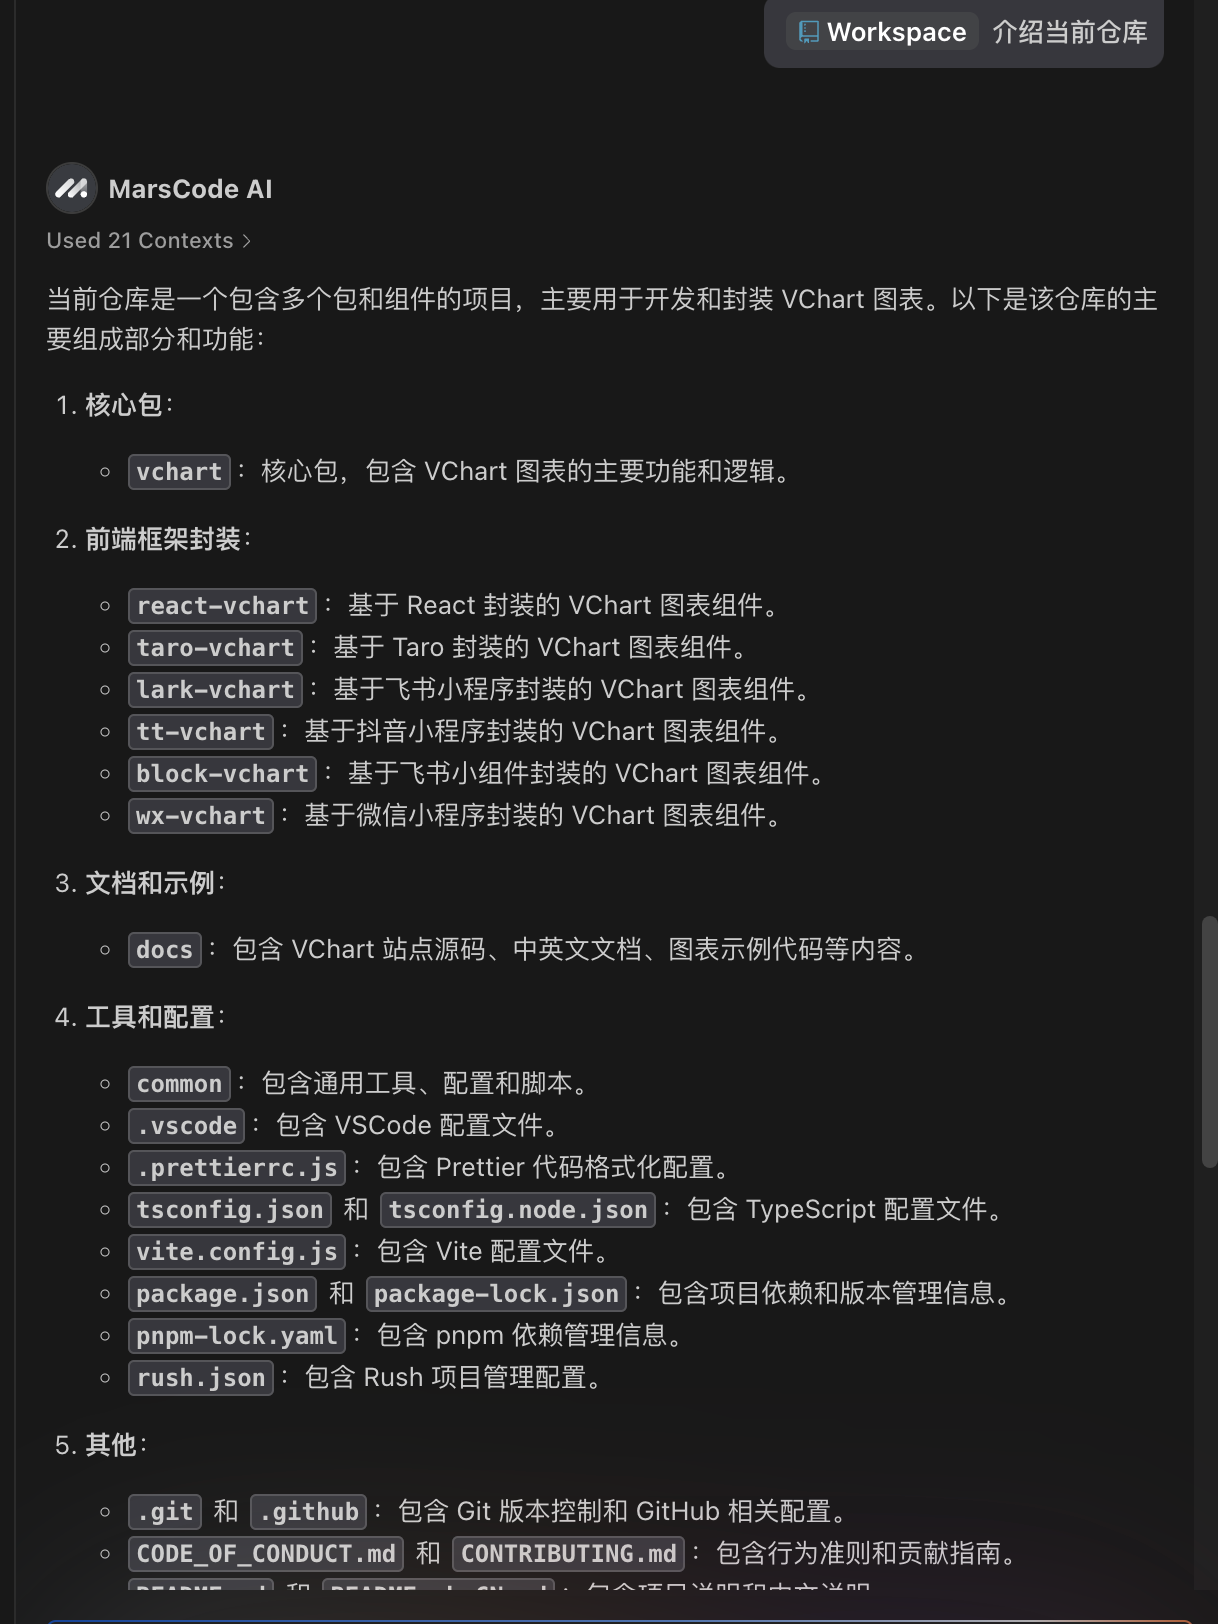 Workspace 介绍当前仓库
MarsCode AI
Used 21 Contexts
当前仓库是一个包含多个包和组件的项目，主要用于开发和封装 VChart 图表。以下是该仓库的主
要组成部分和功能：
1. 核心包：
vchart：核心包，包含 VChart 图表的主要功能和逻辑。
2. 前端框架封装：
react-vchart：基于 React 封装的 VChart 图表组件。
taro-vchart：基于 Taro 封装的 VChart 图表组件。
lark-vchart：基于飞书小程序封装的 VChart 图表组件。
tt-vchart：基于抖音小程序封装的 VChart 图表组件。
block-vchart：基于飞书小组件封装的 VChart 图表组件。
wx-vchart：基于微信小程序封装的 VChart 图表组件。
3. 文档和示例：
docs：包含 VChart 站点源码、中英文文档、图表示例代码等内容。
4. 工具和配置：
common：包含通用工具、配置和脚本。
.vscode：包含 VSCode 配置文件。
.prettierrc.js：包含 Prettier 代码格式化配置。
tsconfig.json 和 tsconfig.node.json：包含 TypeScript 配置文件。
vite.config.js：包含 Vite 配置文件。
package.json 和 package-lock.json：包含项目依赖和版本管理信息。
pnpm-lock.yaml：包含 pnpm 依赖管理信息。
rush.json：包含 Rush 项目管理配置。
5. 其他：
.git 和 .github：包含 Git 版本控制和 GitHub 相关配置。
CODE_OF_CONDUCT.md 和 CONTRIBUTING.md：包含行为准则和贡献指南。